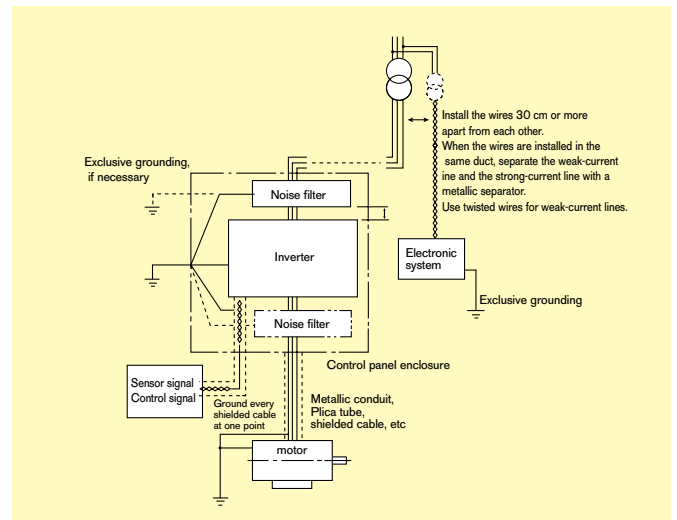 Install the wires 30 cm or more
apart from each other.
When the wires are installed in the
same duct, separate the weak-current
ine and the strong-current line with a
metallic separator.
Use twisted wires for weak-current lines.
Exclusive grounding,
if necessary
Noise filter
Inverter
Electronic
system
Exclusive grounding
Noise filter
Control panel enclosure
Sensor signal
Control signal
Ground every
shielded cable
at one point
Metallic conduit,
Plica tube,
shielded cable, etc
motor